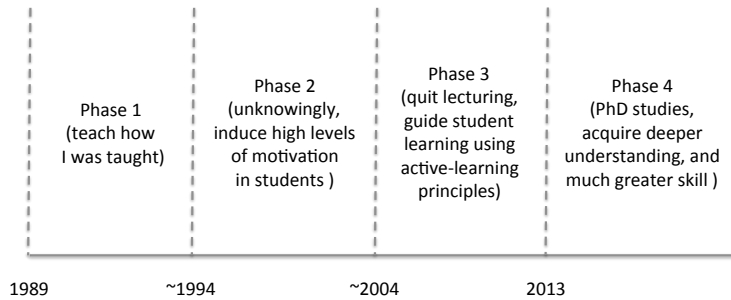 Phase 1
(teach how
I was taught)
Phase 2
(unknowingly,
induce high levels
of motivation
in students )
Phase 3
(quit lecturing,
guide student
learning using
active-learning
principles)
Phase 4
(PhD studies,
acquire deeper
understanding, and
much greater skill )
1989 ~1994 ~2004 2013